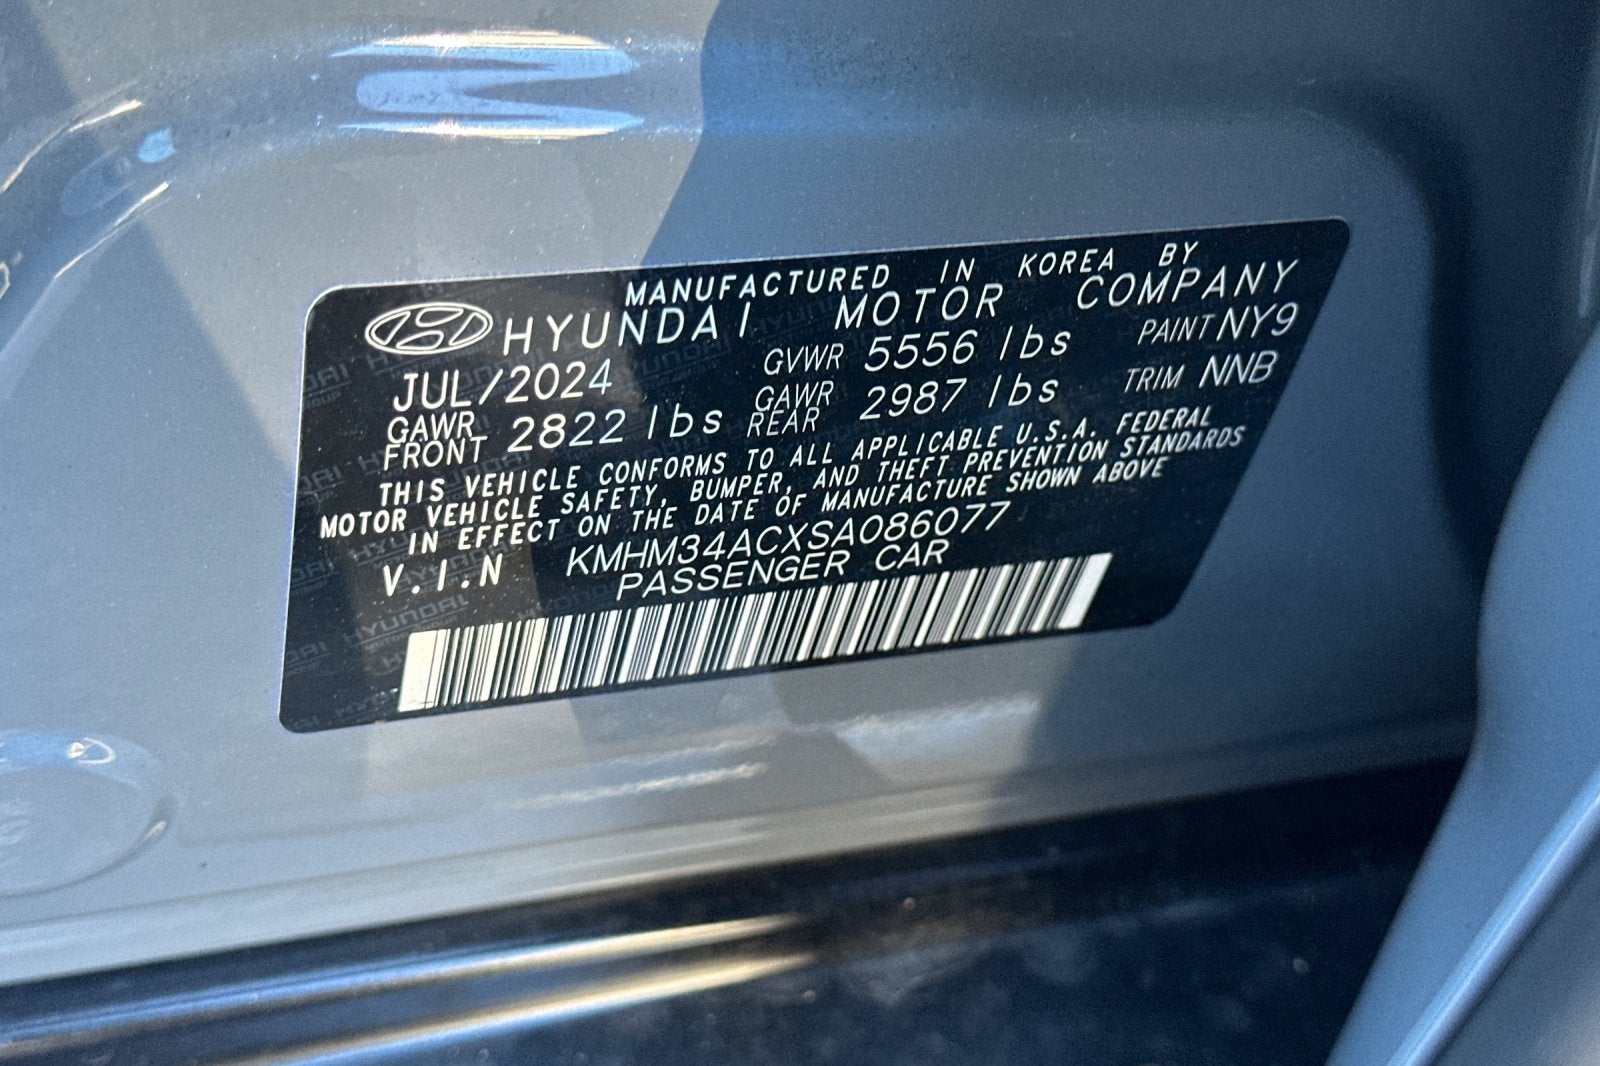 MANUFACTURED IN KOREA BY
HYUNDAI MOTOR COMPANY
JUL/2024 GVWR 5556 lbs PAINT NY9
GAWR FRONT 2822 lbs GAWR REAR 2987 lbs TRIM NNB
THIS VEHICLE CONFORMS TO ALL APPLICABLE U.S.A. FEDERAL
MOTOR VEHICLE SAFETY, BUMPER, AND THEFT PREVENTION STANDARDS
IN EFFECT ON THE DATE OF MANUFACTURE SHOWN ABOVE
V.I.N KMHM34ACXSA086077
PASSENGER CAR